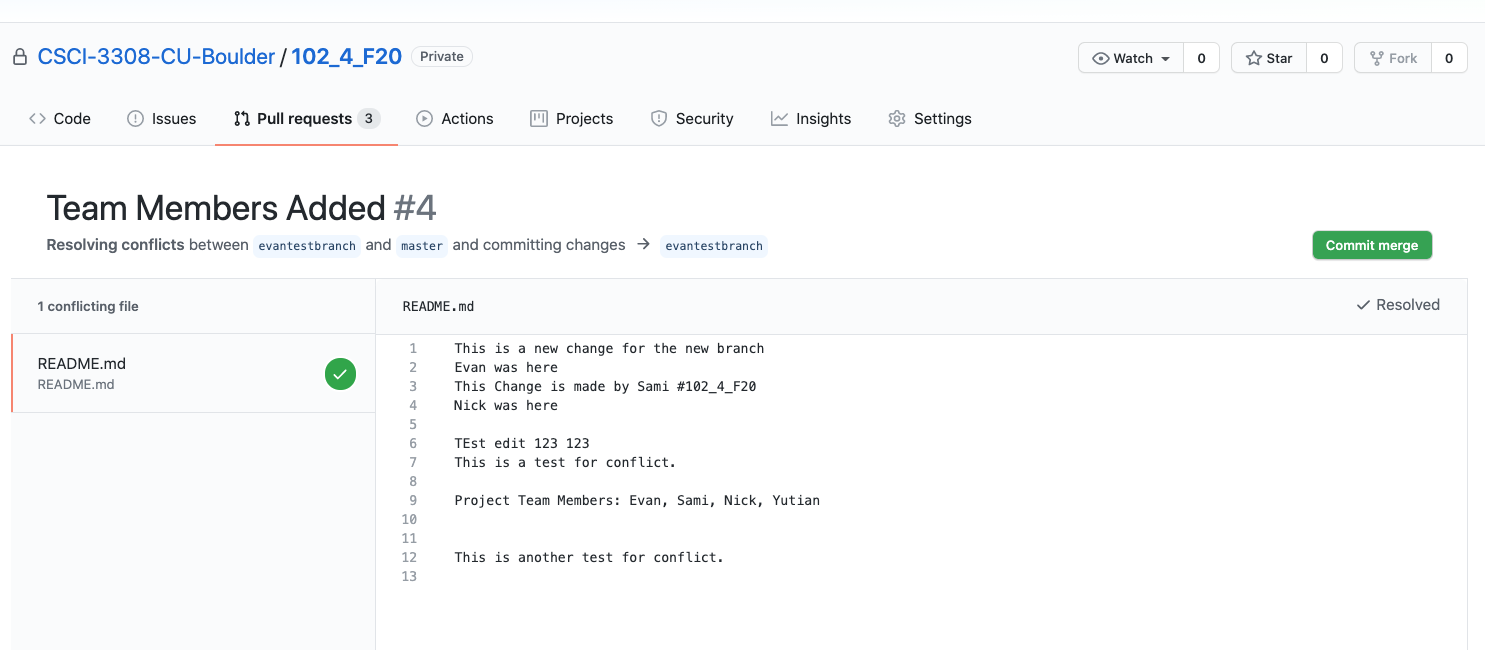 CSCI-3308-CU-Boulder / 102_4_F20 Private
Watch 0 Star 0 Fork 0
Code Issues Pull requests 3 Actions Projects Security Insights Settings
Team Members Added #4
Resolving conflicts between evantestbranch and master and committing changes → evantestbranch
Commit merge
1 conflicting file
README.md
README.md
README.md
Resolved
1 This is a new change for the new branch
2 Evan was here
3 This Change is made by Sami #102_4_F20
4 Nick was here
5
6 TEst edit 123 123
7 This is a test for conflict.
8
9 Project Team Members: Evan, Sami, Nick, Yutian
10
11
12 This is another test for conflict.
13